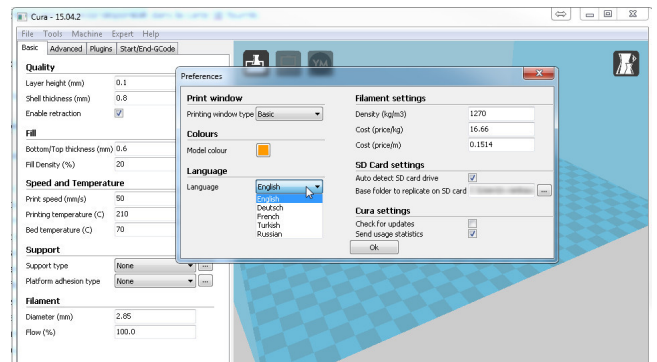 Cura - 15.04.2
File Tools Machine Expert Help
Basic Advanced Plugins Start/End-GCode
Quality
Layer height (mm) 0.1
Shell thickness (mm) 0.8
Enable retraction
Fill
Bottom/Top thickness (mm) 0.6
Fill Density (%) 20
Speed and Temperature
Print speed (mm/s) 50
Printing temperature (C) 210
Bed temperature (C) 70
Support
Support type None ...
Platform adhesion type None ...
Filament
Diameter (mm) 2.85
Flow (%) 100.0
YM
Preferences
Print window
Printing window type Basic
Colours
Model colour
Language
Language English
English
Deutsch
French
Turkish
Russian
Filament settings
Density (kg/m3) 1270
Cost (price/kg) 16.66
Cost (price/m) 0.1514
SD Card settings
Auto detect SD card drive
Base folder to replicate on SD card ...
Cura settings
Check for updates
Send usage statistics
Ok